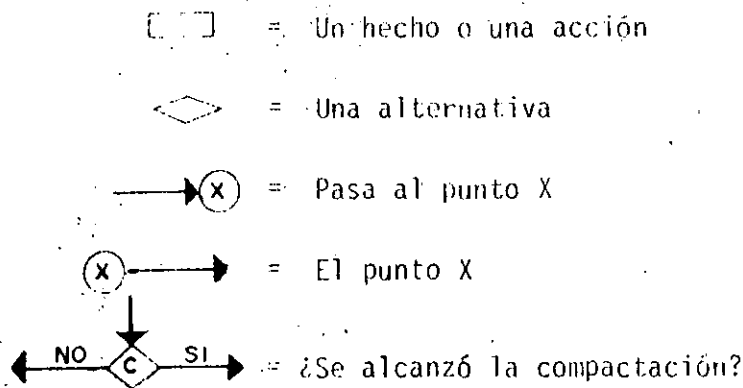 = Un hecho o una acción
= Una alternativa
X = Pasa al punto X
X = El punto X
NO C SI = ¿Se alcanzó la compactación?